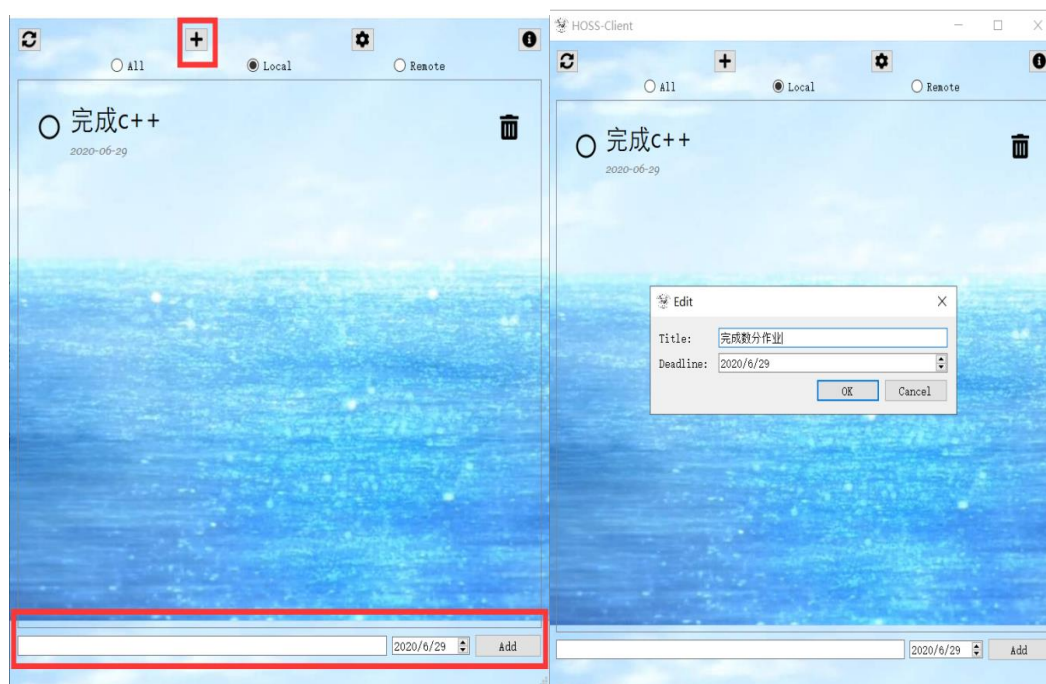 All
Local
Remote
完成c++
2020-06-29
2020/6/29
Add
HOSS-Client
All
Local
Remote
完成c++
2020-06-29
Edit
Title:
完成数分作业
Deadline:
2020/6/29
OK
Cancel
2020/6/29
Add